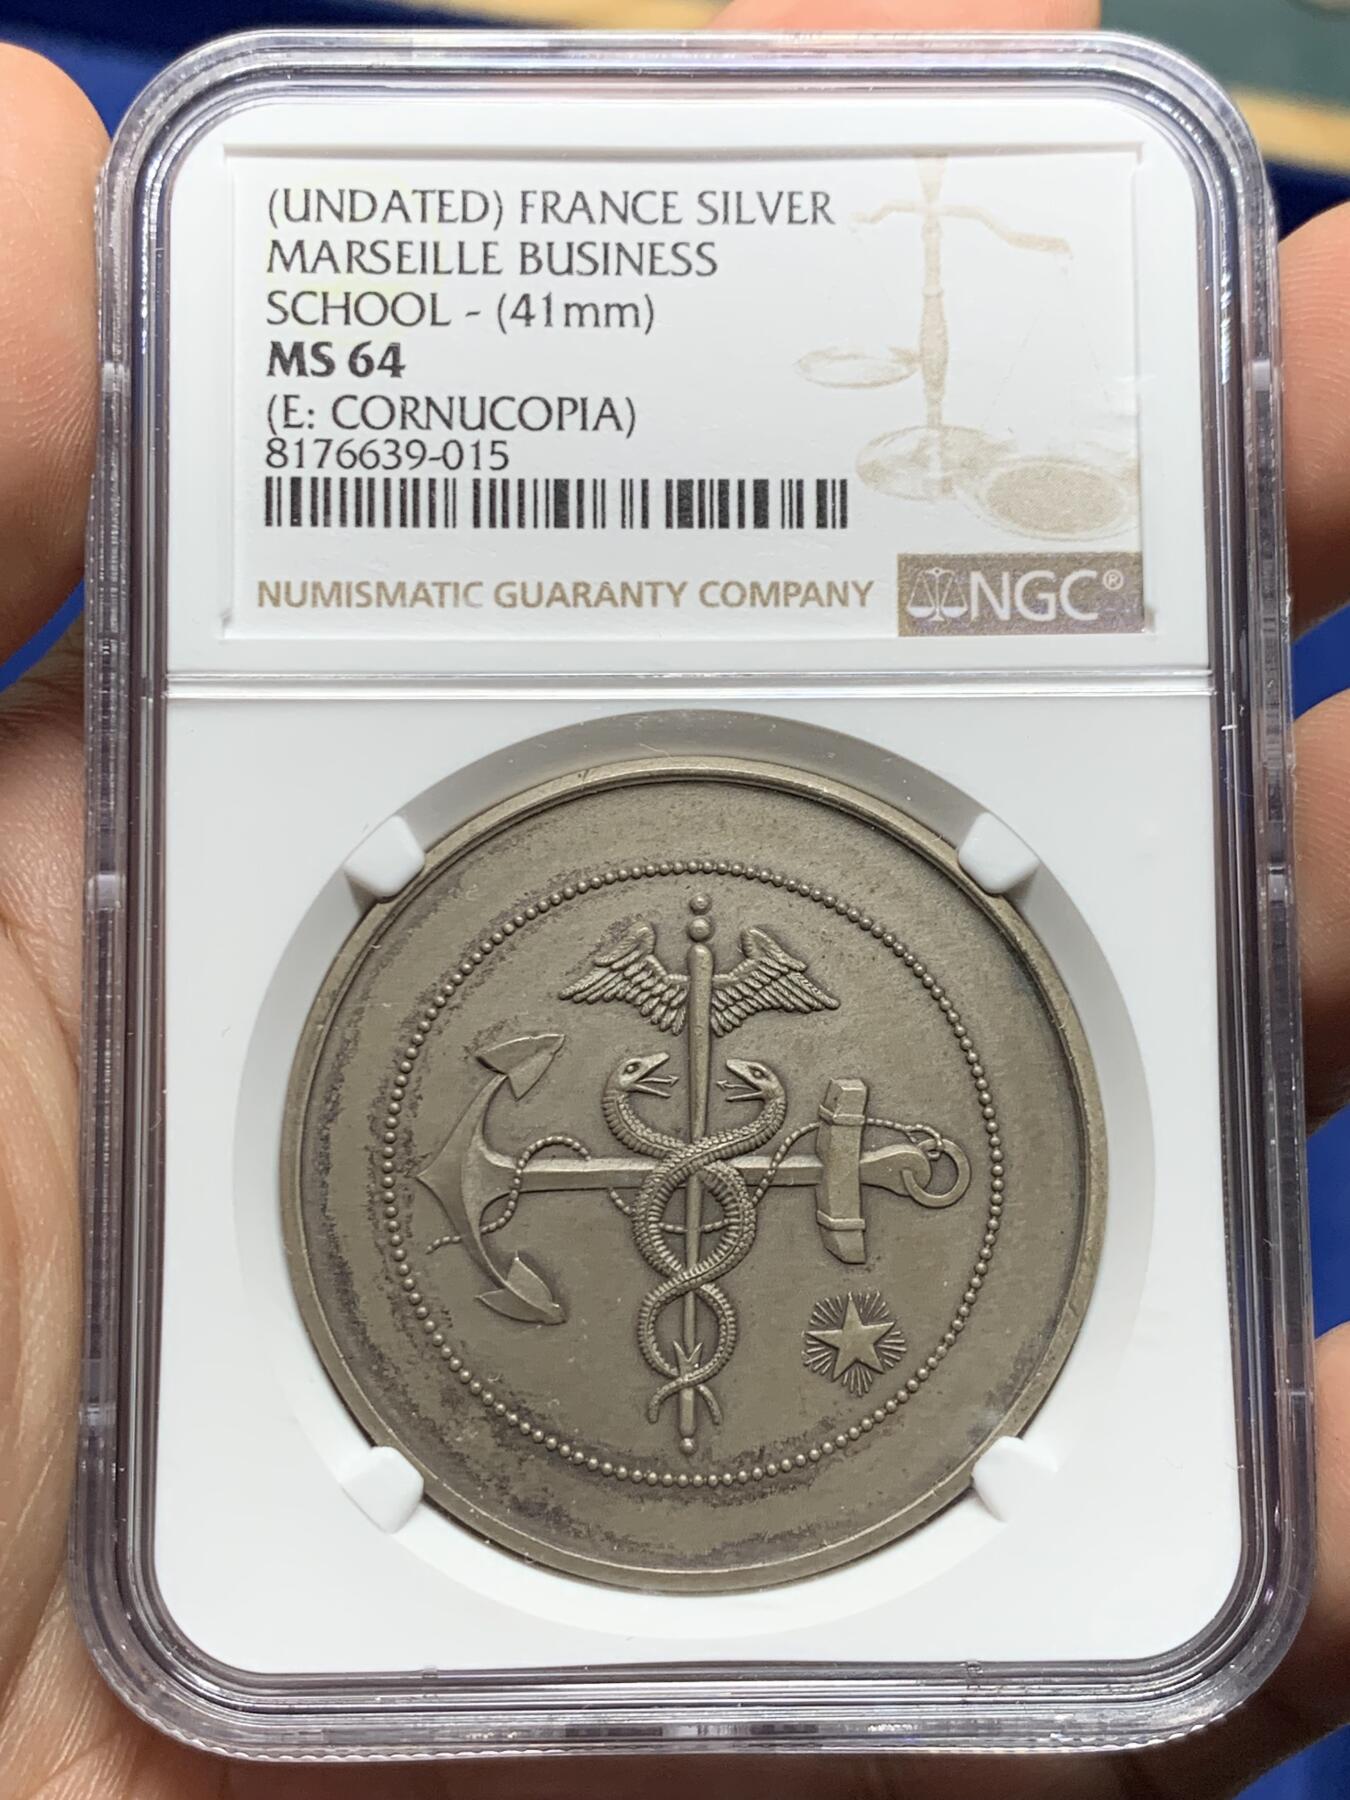 (UNDATED) FRANCE SILVER
MARSEILLE BUSINESS
SCHOOL - (41mm)
MS 64
(E: CORNUCOPIA)
8176639-015
NUMISMATIC GUARANTY COMPANY NGC®